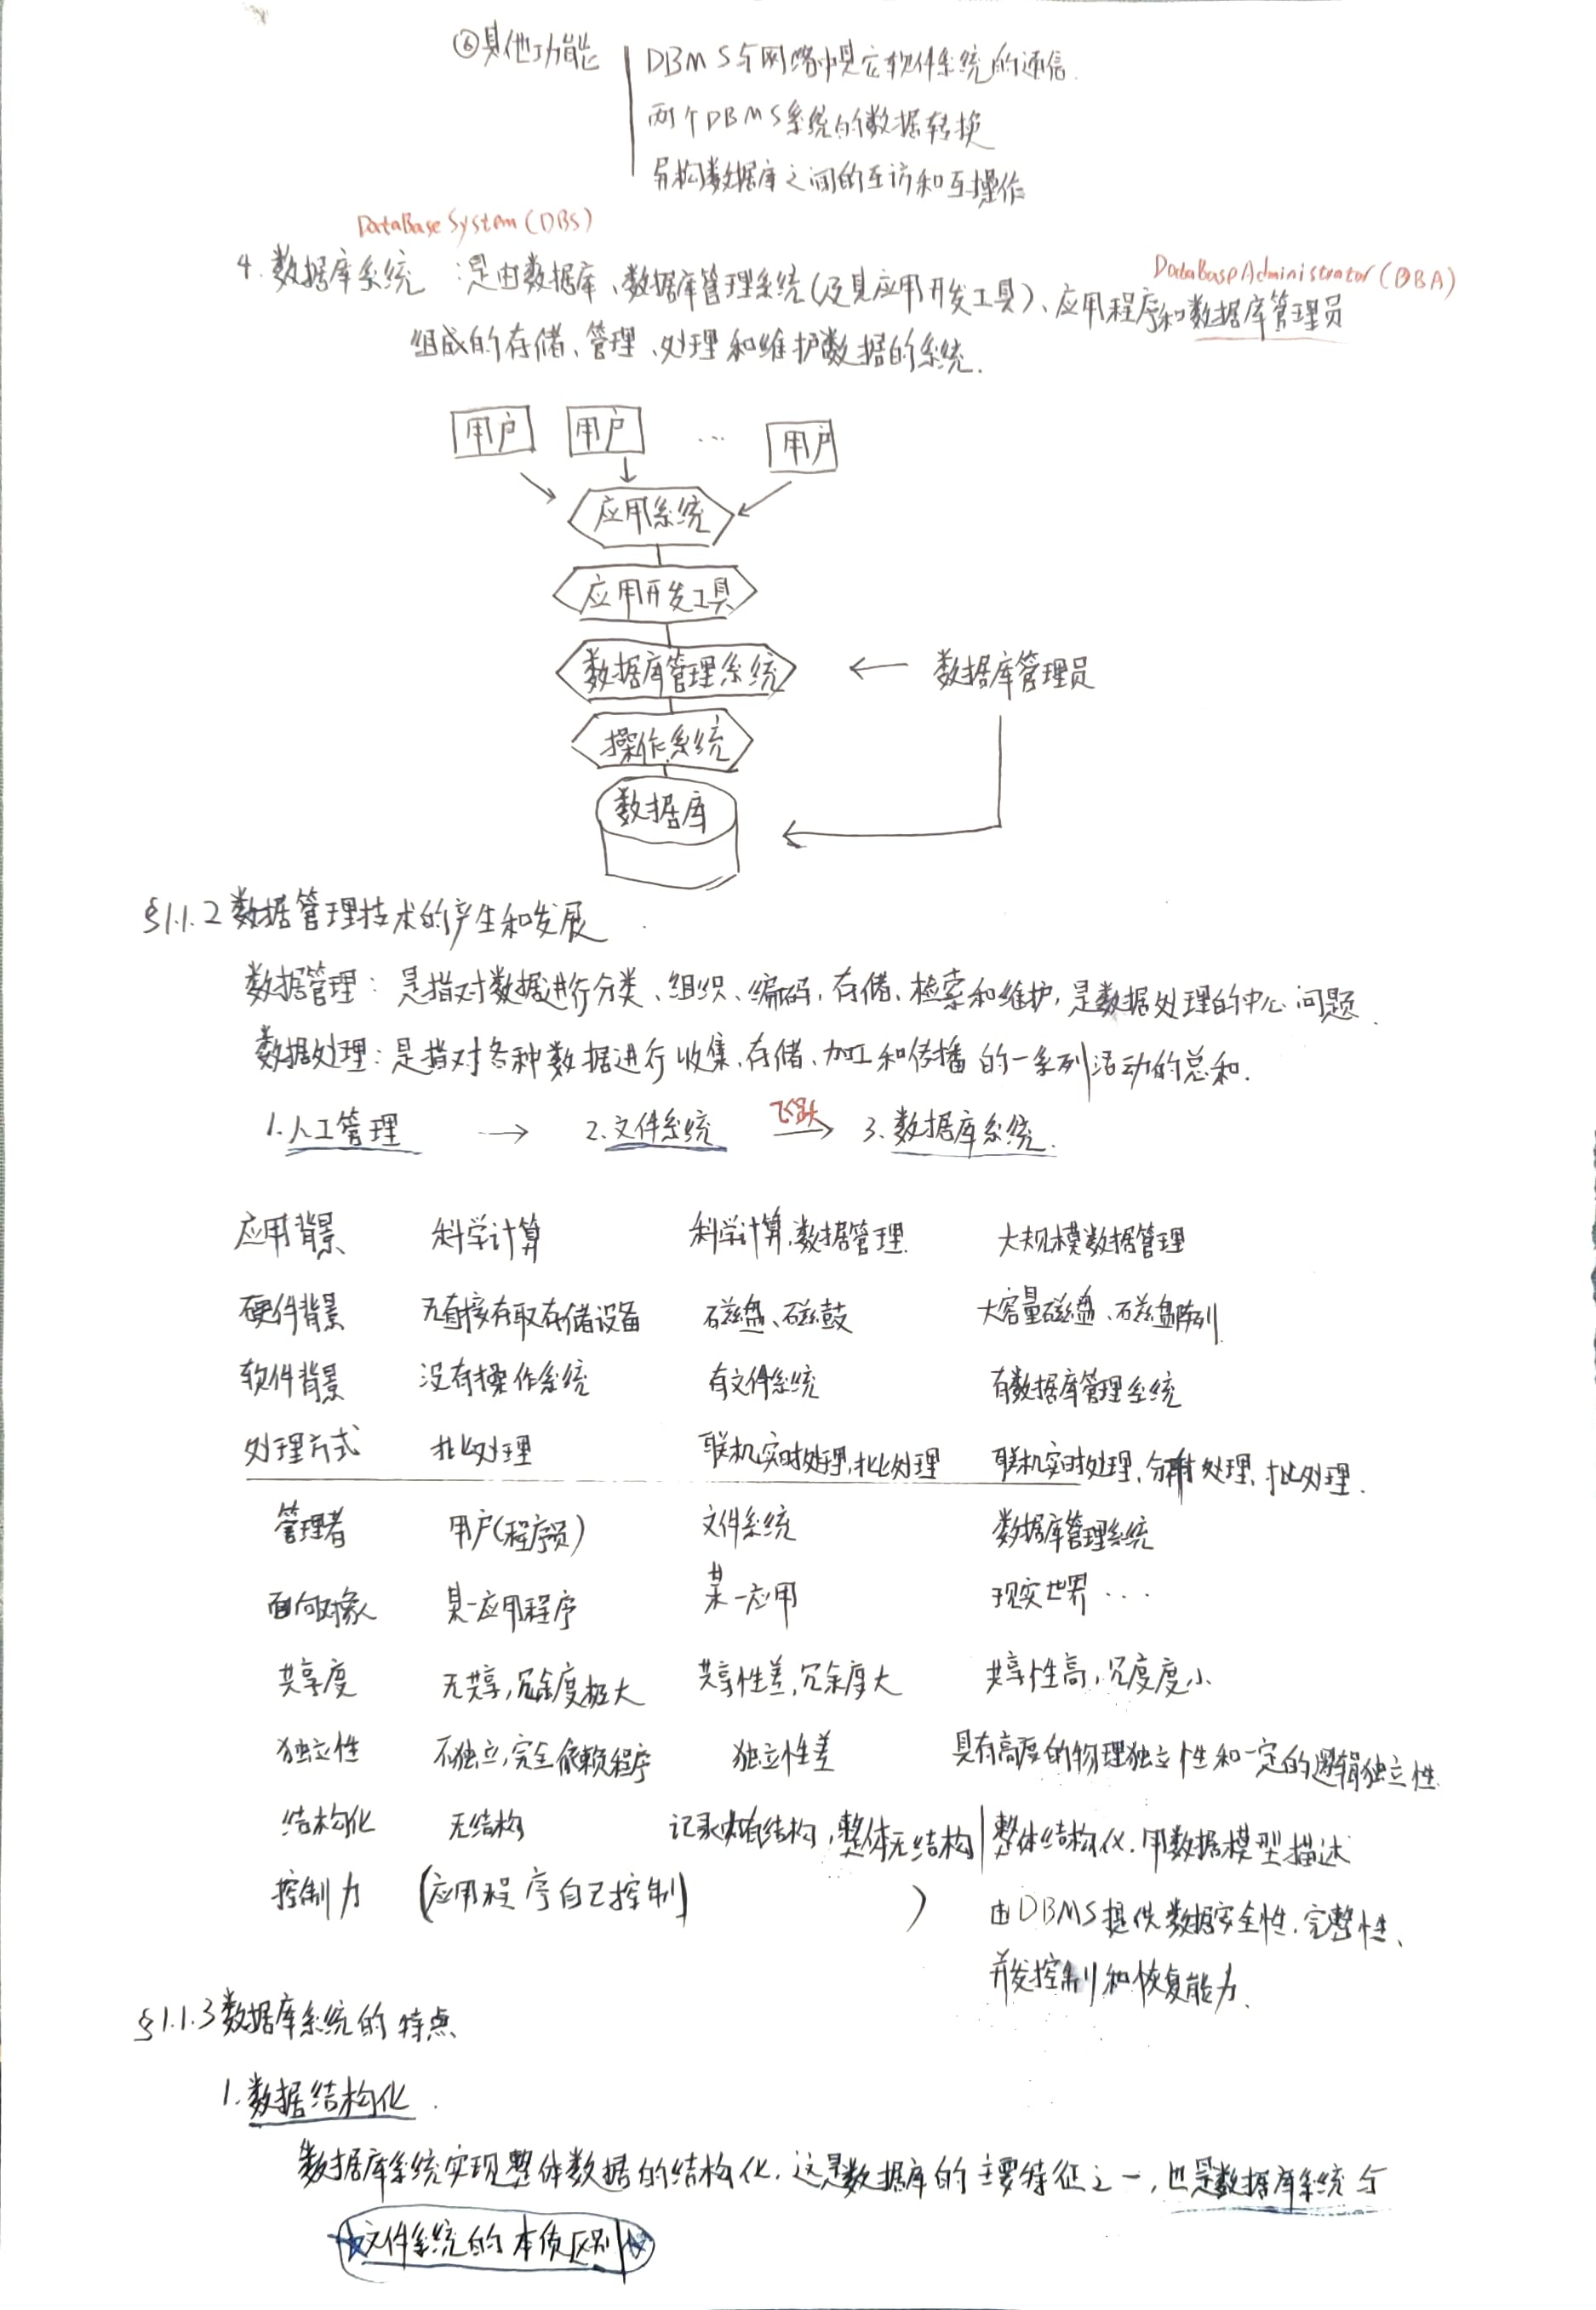 ⑥其他功能
DBMS与网络中其它软件系统的通信.
两个DBMS系统的数据转换
异构数据库之间的互访和互操作
DataBase System(DBS)
DataBase Administrator(DBA)
4.数据库系统:是由数据库、数据库管理系统(及其应用开发工具)、应用程序和数据库管理员
组成的存储、管理、处理和维护数据的系统.
用户 用户 … 用户
应用系统
应用开发工具
数据库管理系统 ← 数据库管理员
操作系统
数据库
§1.1.2数据管理技术的产生和发展
数据管理:是指对数据进行分类、组织、编码、存储、检索和维护,是数据处理的中心问题.
数据处理:是指对各种数据进行收集、存储、加工和传播的一系列活动的总和.
飞跃
1.人工管理 → 2.文件系统 → 3.数据库系统.
应用背景 科学计算 科学计算、数据管理 大规模数据管理
硬件背景 无直接存取存储设备 磁盘、磁鼓 大容量磁盘、磁盘阵列
软件背景 没有操作系统 有文件系统 有数据库管理系统
处理方式 批处理 联机实时处理,批处理 联机实时处理,分布处理,批处理.
管理者 用户(程序员) 文件系统 数据库管理系统
面向对象 某一应用程序 某一应用 现实世界…
共享度 无共享,冗余度极大 共享性差,冗余度大 共享性高,冗度度小
独立性 不独立,完全依赖程序 独立性差 具有高度的物理独立性和一定的逻辑独立性
结构化 无结构 记录内有结构,整体无结构 整体结构化,用数据模型描述
控制力 (应用程序自己控制 ) 由DBMS提供数据安全性、完整性、
并发控制和恢复能力.
§1.1.3数据库系统的特点
1.数据结构化.
数据库系统实现整体数据的结构化,这是数据库的主要特征之一,也是数据库系统与
☆文件系统的本质区别☆